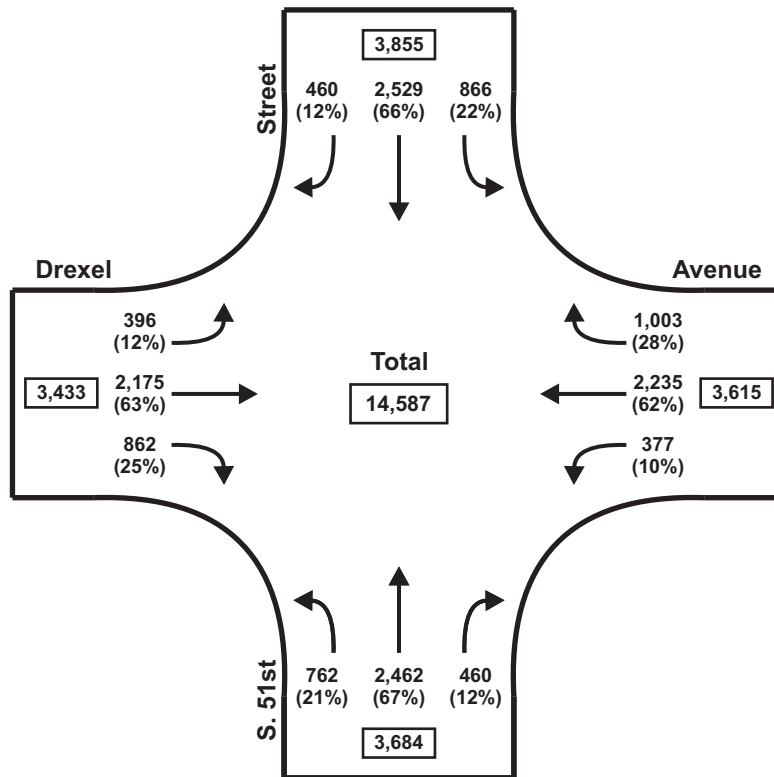 3,855
460 2,529 866
(12%) (66%) (22%)
Street
Drexel
Avenue
396
(12%)
1,003
(28%)
Total
3,433
2,175
(63%)
14,587
2,235
(62%)
3,615
862
(25%)
377
(10%)
S. 51st
762 2,462 460
(21%) (67%) (12%)
3,684